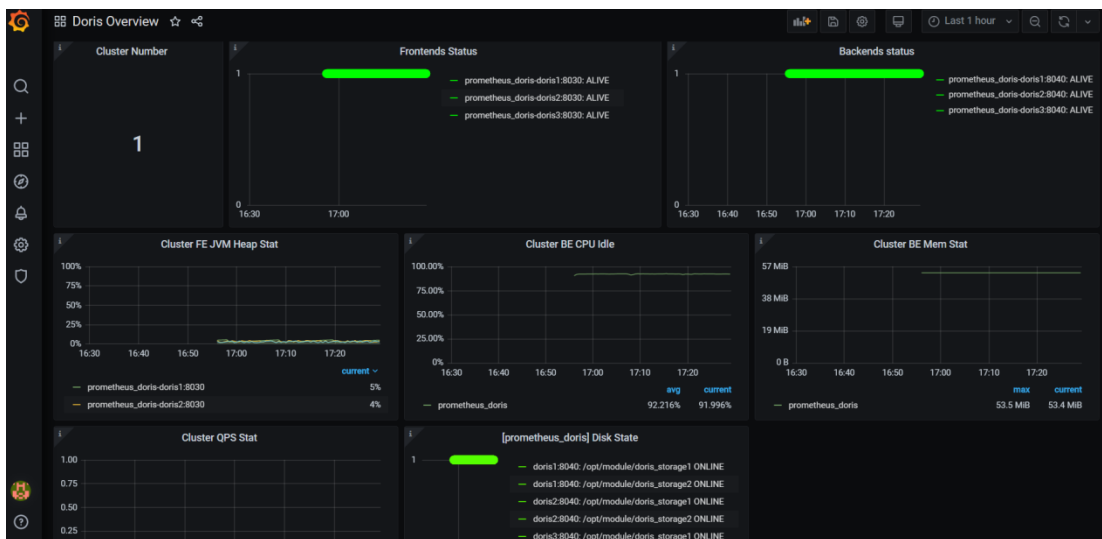 Doris Overview
Last 1 hour
Cluster Number
1
Frontends Status
1
0
16:30 17:00
prometheus_doris-doris1:8030: ALIVE
prometheus_doris-doris2:8030: ALIVE
prometheus_doris-doris3:8030: ALIVE
Backends status
1
0
16:30 16:40 16:50 17:00 17:10 17:20
prometheus_doris-doris1:8040: ALIVE
prometheus_doris-doris2:8040: ALIVE
prometheus_doris-doris3:8040: ALIVE
Cluster FE JVM Heap Stat
100%
75%
50%
25%
0%
16:30 16:40 16:50 17:00 17:10 17:20
current
prometheus_doris-doris1:8030 5%
prometheus_doris-doris2:8030 4%
Cluster BE CPU Idle
100.00%
75.00%
50.00%
25.00%
0%
16:30 16:40 16:50 17:00 17:10 17:20
avg current
prometheus_doris 92.216% 91.996%
Cluster BE Mem Stat
57 MiB
38 MiB
19 MiB
0 B
16:30 16:40 16:50 17:00 17:10 17:20
max current
prometheus_doris 53.5 MiB 53.4 MiB
Cluster QPS Stat
1.00
0.75
0.50
0.25
[prometheus_doris] Disk State
1
doris1:8040: /opt/module/doris_storage1 ONLINE
doris1:8040: /opt/module/doris_storage2 ONLINE
doris2:8040: /opt/module/doris_storage1 ONLINE
doris2:8040: /opt/module/doris_storage2 ONLINE
doris3:8040: /opt/module/doris_storage1 ONLINE